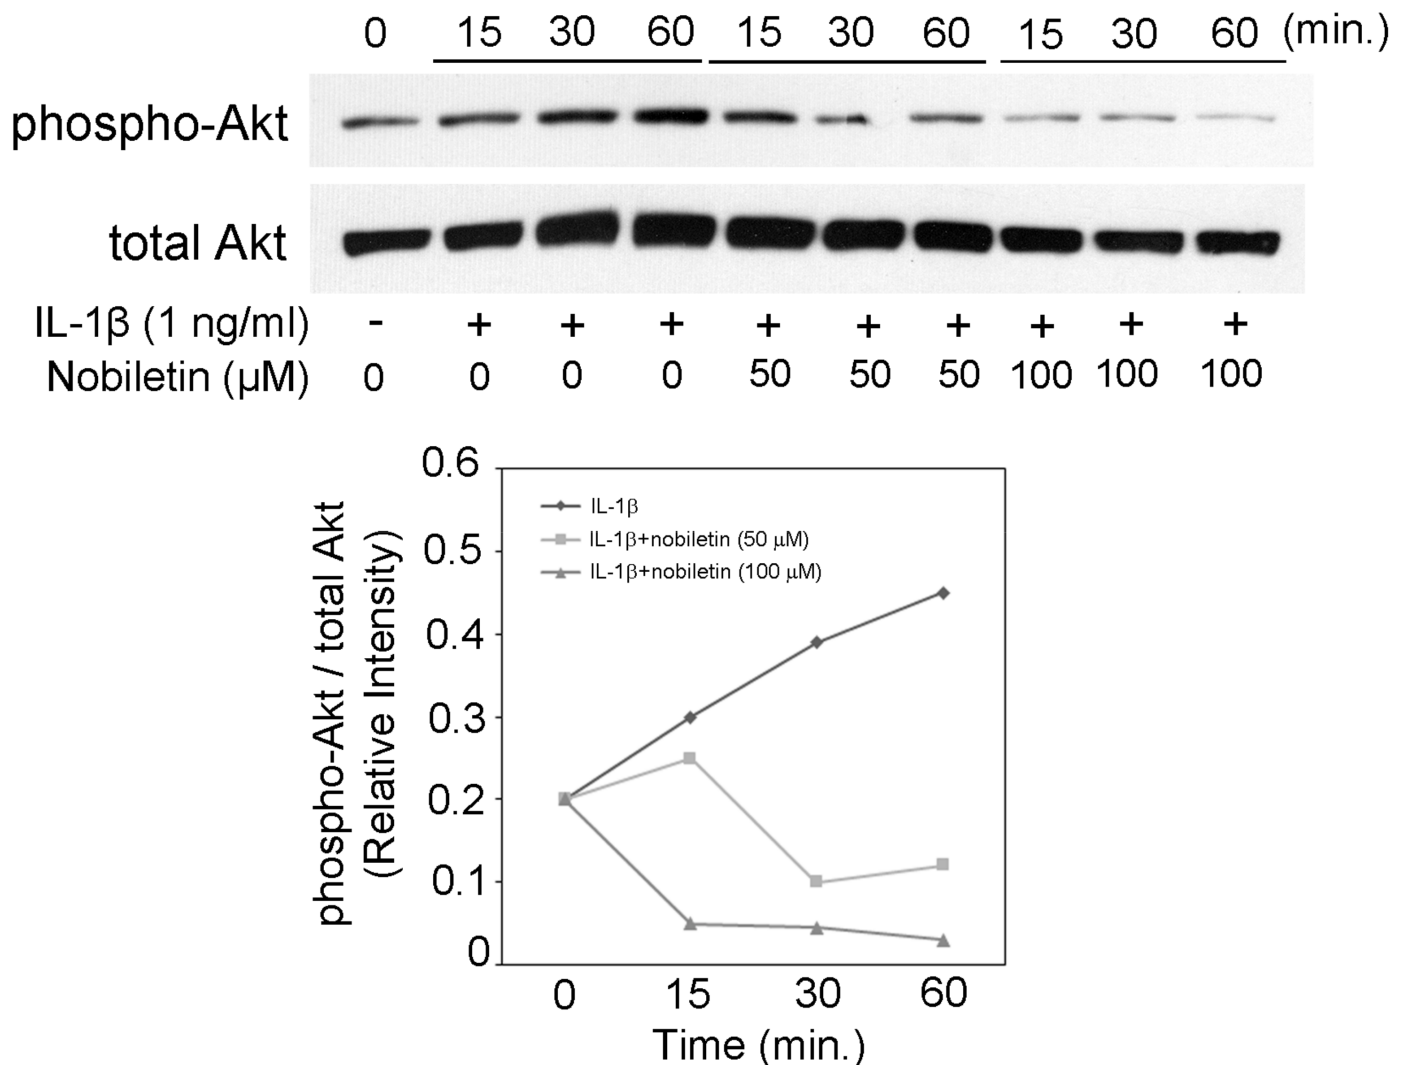 0 15 30 60 15 30 60 15 30 60 (min.)
phospho-Akt
total Akt
IL-1β (1 ng/ml) - + + + + + + + + +
Nobiletin (μM) 0 0 0 0 50 50 50 100 100 100
phospho-Akt / total Akt
(Relative Intensity)
0.6
0.5
0.4
0.3
0.2
0.1
0
IL-1β
IL-1β+nobiletin (50 μM)
IL-1β+nobiletin (100 μM)
0 15 30 60
Time (min.)